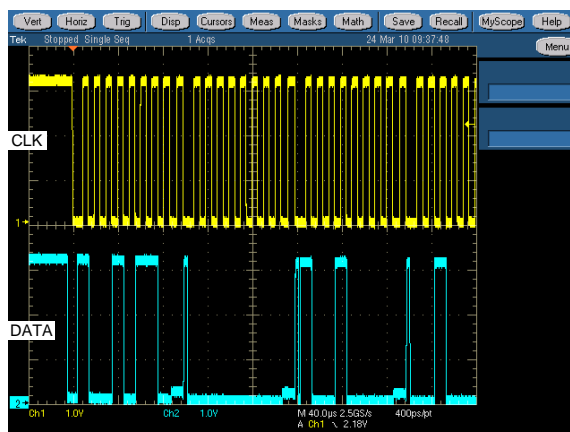 Vert Horiz Trig Disp Cursors Meas Masks Math Save Recall MyScope Help
Tek Stopped Single Seq 1 Acqs 24 Mar 10 09:37:48 Menu
CLK
1
DATA
2
Ch1 1.0V Ch2 1.0V M 40.0µs 2.5GS/s 400ps/pt
A Ch1 ∖ 2.18V